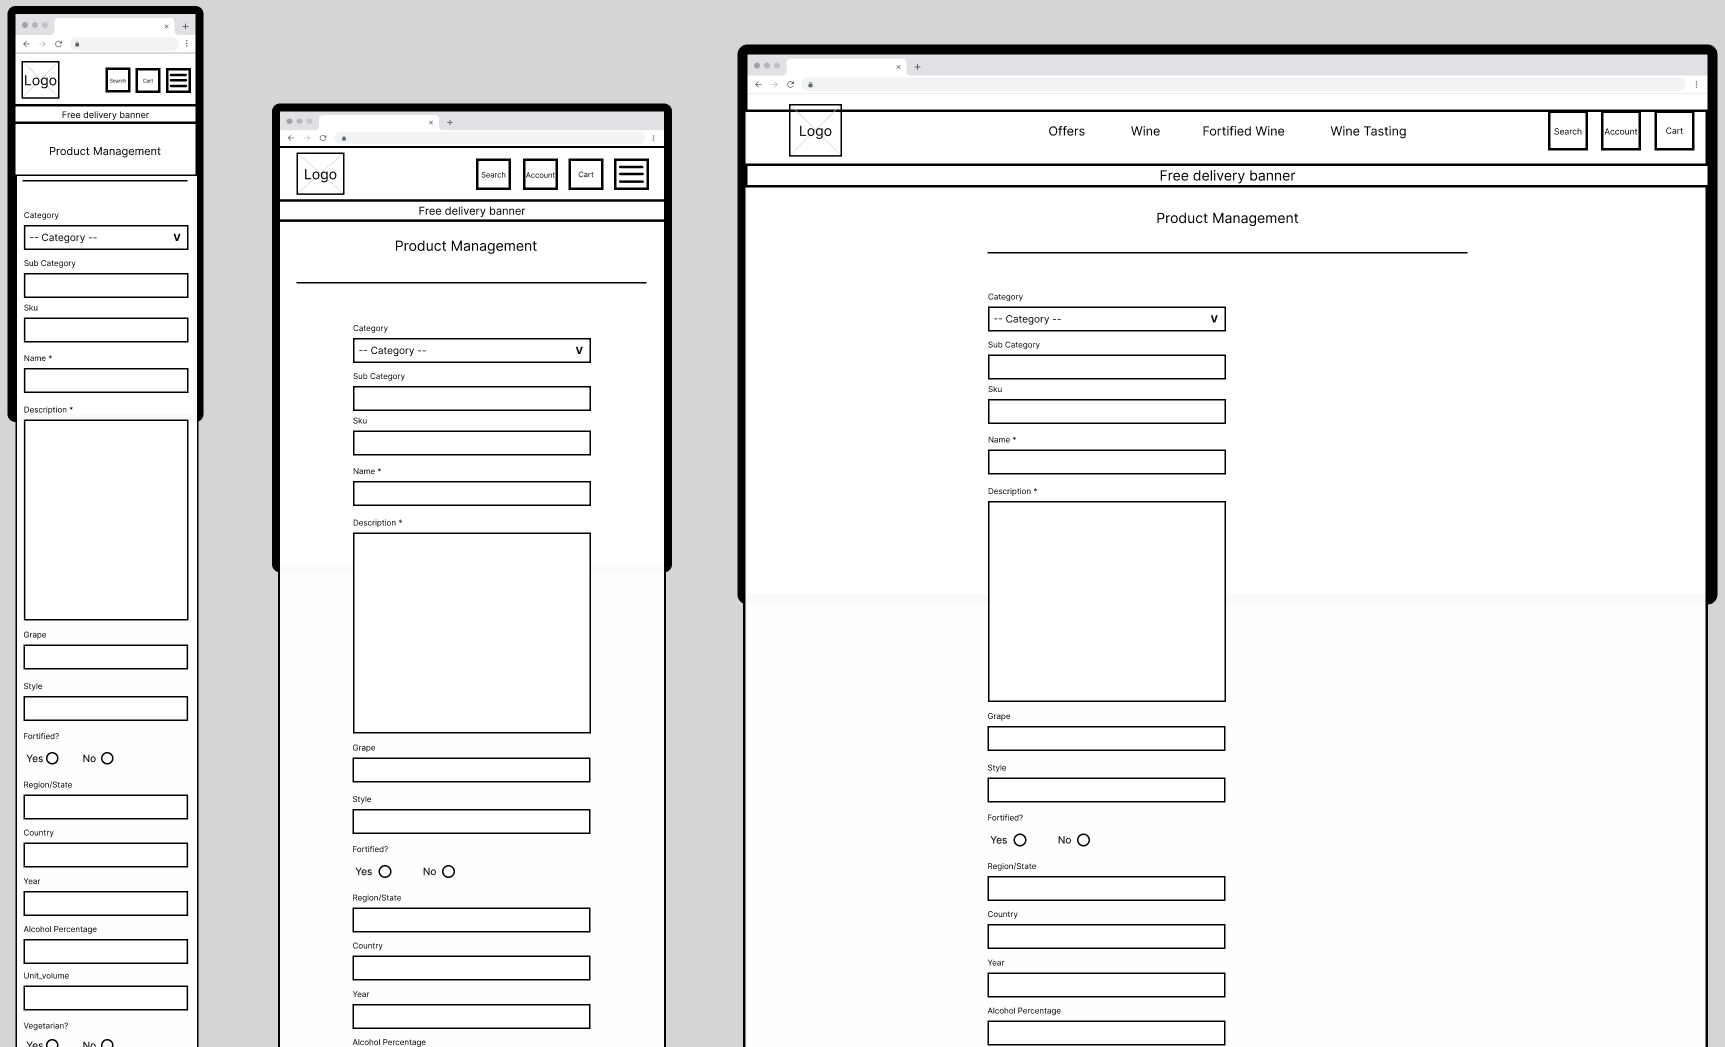 Logo
Search
Cart
Free delivery banner
Product Management
Category
-- Category --
V
Sub Category
Sku
Name *
Description *
Grape
Style
Fortified?
Yes
No
Region/State
Country
Year
Alcohol Percentage
Unit_volume
Vegetarian?
Yes
No
Logo
Search
Account
Cart
Free delivery banner
Product Management
Category
-- Category --
V
Sub Category
Sku
Name *
Description *
Grape
Style
Fortified?
Yes
No
Region/State
Country
Year
Alcohol Percentage
Logo
Offers
Wine
Fortified Wine
Wine Tasting
Search
Account
Cart
Free delivery banner
Product Management
Category
-- Category --
V
Sub Category
Sku
Name *
Description *
Grape
Style
Fortified?
Yes
No
Region/State
Country
Year
Alcohol Percentage